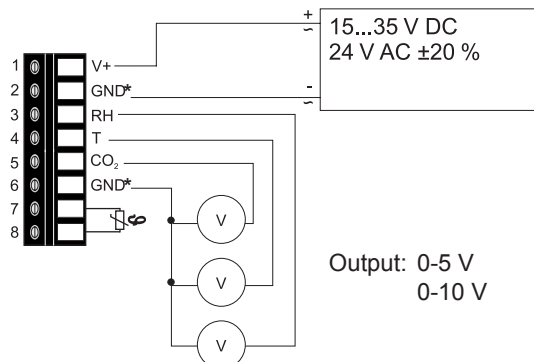 +
~
15...35 V DC
24 V AC ±20 %
-
~
1 V+
2 GND*
3 RH
4 T
5 CO₂
6 GND*
7
8
ϑ
V
V
V
Output: 0-5 V
0-10 V